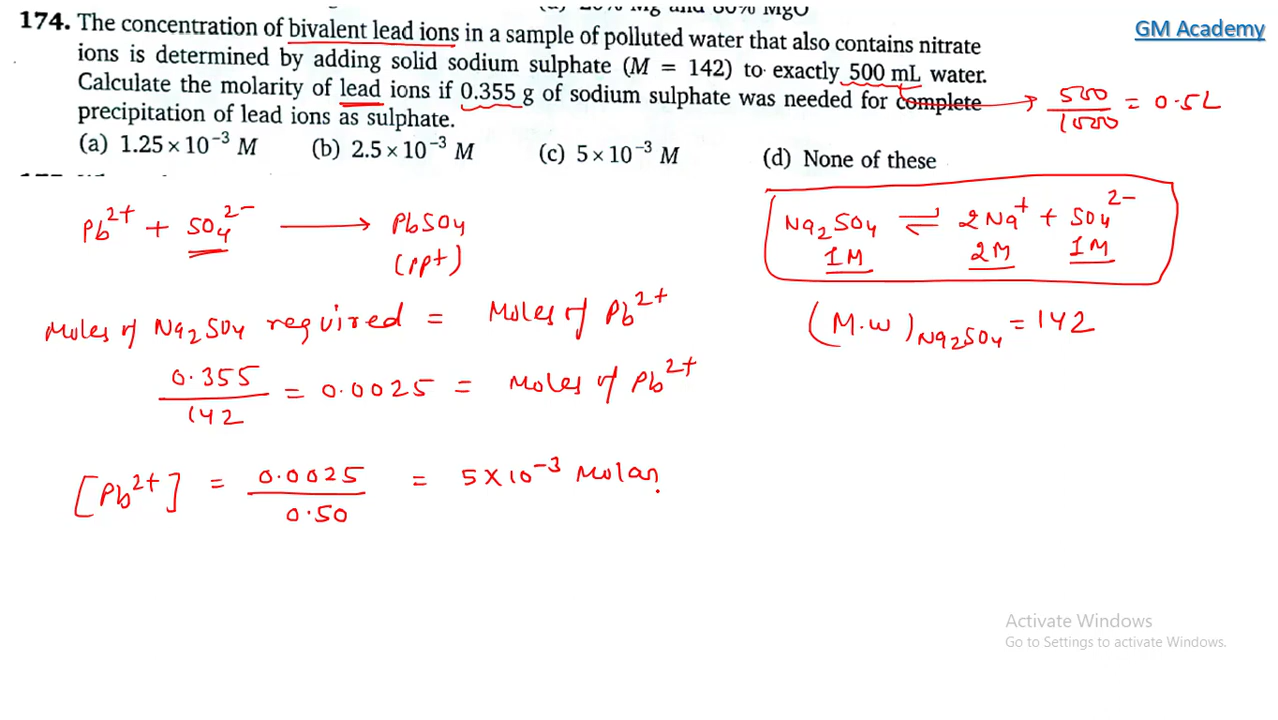 GM Academy
174. The concentration of bivalent lead ions in a sample of polluted water that also contains nitrate
ions is determined by adding solid sodium sulphate (M = 142) to exactly 500 mL water.
Calculate the molarity of lead ions if 0.355 g of sodium sulphate was needed for complete
precipitation of lead ions as sulphate.
500/1000 = 0.5L
(a) 1.25 × 10⁻³ M (b) 2.5 × 10⁻³ M (c) 5 × 10⁻³ M (d) None of these
Pb²⁺ + SO₄²⁻ ⟶ PbSO₄
(ppt)
Na₂SO₄ ⇌ 2Na⁺ + SO₄²⁻
1M 2M 1M
Moles of Na₂SO₄ required = Moles of Pb²⁺
(M.w)Na₂SO₄ = 142
0.355/142 = 0.0025 = Moles of Pb²⁺
[Pb²⁺] = 0.0025/0.50 = 5×10⁻³ Molar
Activate Windows
Go to Settings to activate Windows.